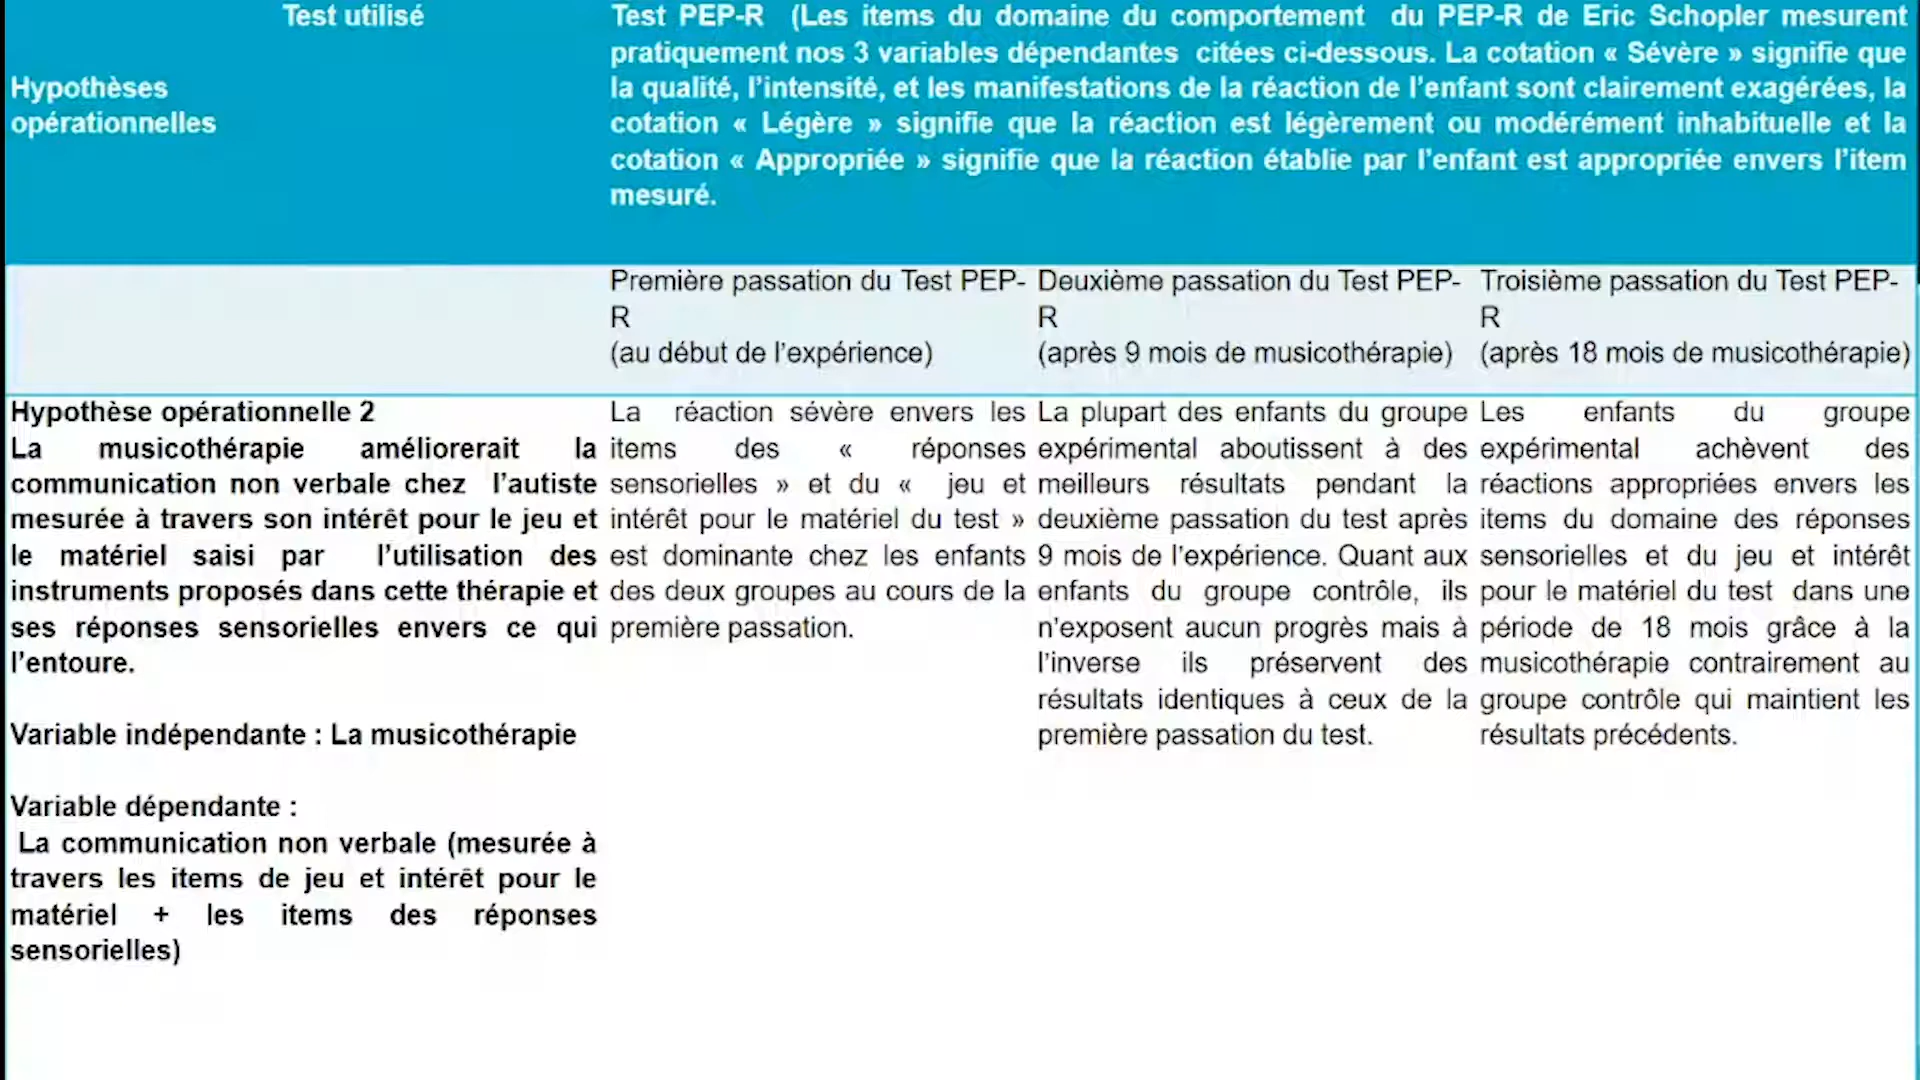 Test utilisé
Hypothèses
opérationnelles
Test PEP-R (Les items du domaine du comportement du PEP-R de Eric Schopler mesurent
pratiquement nos 3 variables dépendantes citées ci-dessous. La cotation « Sévère » signifie que
la qualité, l’intensité, et les manifestations de la réaction de l’enfant sont clairement exagérées, la
cotation « Légère » signifie que la réaction est légèrement ou modérément inhabituelle et la
cotation « Appropriée » signifie que la réaction établie par l’enfant est appropriée envers l’item
mesuré.
Première passation du Test PEP-
R
(au début de l’expérience)
Deuxième passation du Test PEP-
R
(après 9 mois de musicothérapie)
Troisième passation du Test PEP-
R
(après 18 mois de musicothérapie)
Hypothèse opérationnelle 2
La musicothérapie améliorerait la
communication non verbale chez l’autiste
mesurée à travers son intérêt pour le jeu et
le matériel saisi par l’utilisation des
instruments proposés dans cette thérapie et
ses réponses sensorielles envers ce qui
l’entoure.
Variable indépendante : La musicothérapie
Variable dépendante :
La communication non verbale (mesurée à
travers les items de jeu et intérêt pour le
matériel + les items des réponses
sensorielles)
La réaction sévère envers les
items des « réponses
sensorielles » et du « jeu et
intérêt pour le matériel du test »
est dominante chez les enfants
des deux groupes au cours de la
première passation.
La plupart des enfants du groupe
expérimental aboutissent à des
meilleurs résultats pendant la
deuxième passation du test après
9 mois de l’expérience. Quant aux
enfants du groupe contrôle, ils
n’exposent aucun progrès mais à
l’inverse ils préservent des
résultats identiques à ceux de la
première passation du test.
Les enfants du groupe
expérimental achèvent des
réactions appropriées envers les
items du domaine des réponses
sensorielles et du jeu et intérêt
pour le matériel du test dans une
période de 18 mois grâce à la
musicothérapie contrairement au
groupe contrôle qui maintient les
résultats précédents.